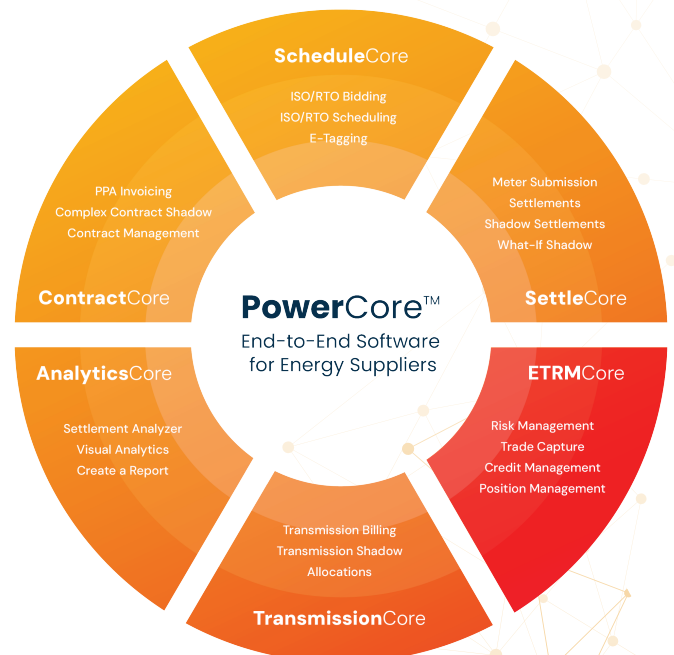 ScheduleCore
ISO/RTO Bidding
ISO/RTO Scheduling
E-Tagging
Meter Submission
Settlements
Shadow Settlements
What-If Shadow
SettleCore
PPA Invoicing
Complex Contract Shadow
Contract Management
ContractCore
PowerCore™
End-to-End Software
for Energy Suppliers
AnalyticsCore
Settlement Analyzer
Visual Analytics
Create a Report
ETRMCore
Risk Management
Trade Capture
Credit Management
Position Management
Transmission Billing
Transmission Shadow
Allocations
TransmissionCore